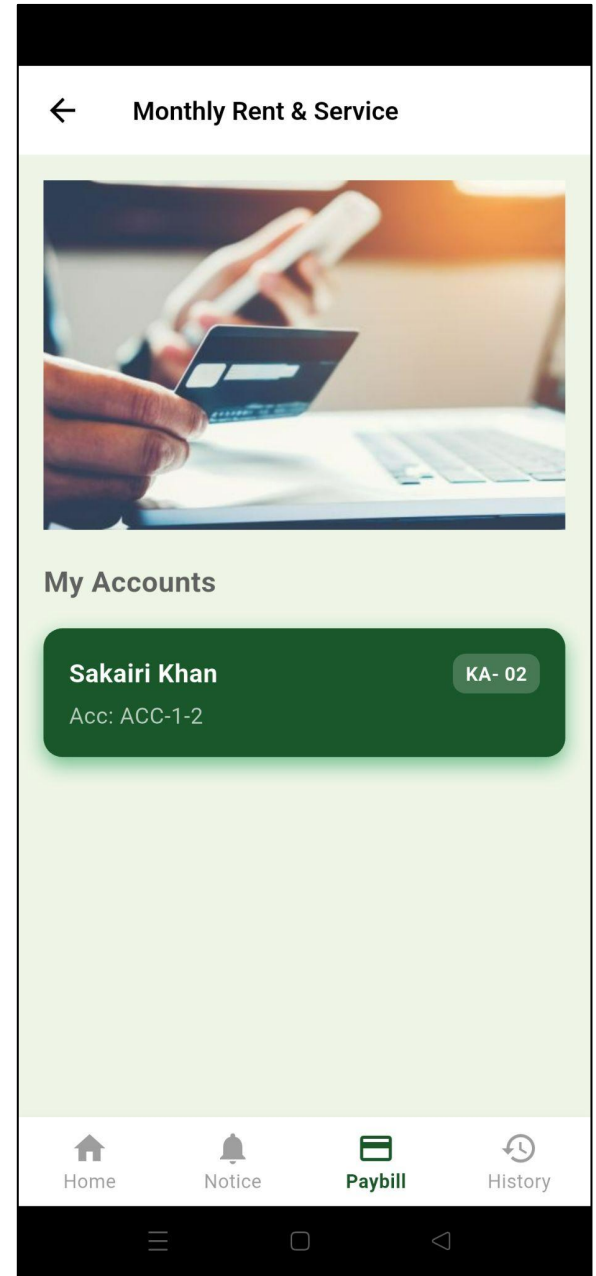 Monthly Rent & Service
My Accounts
Sakairi Khan
KA- 02
Acc: ACC-1-2
Home
Notice
Paybill
History